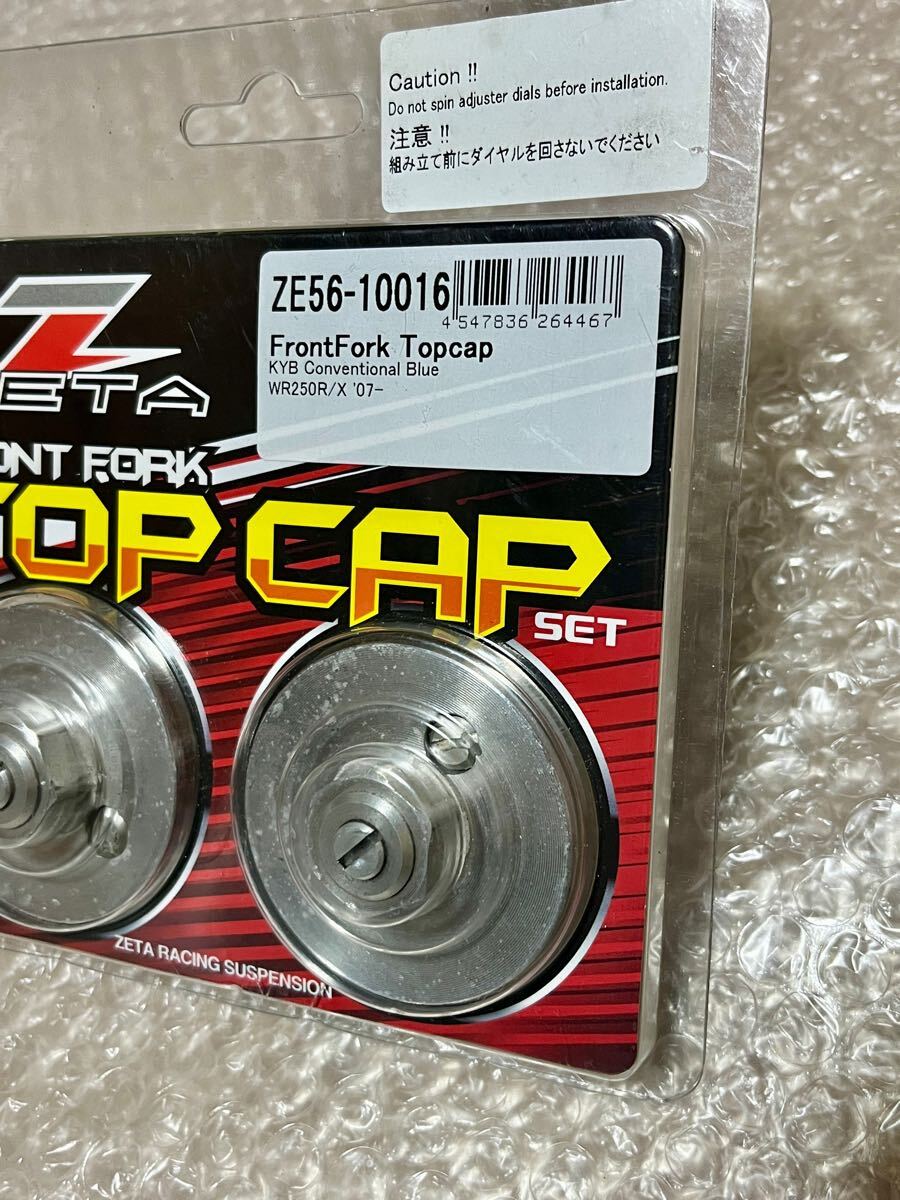 Caution !!
Do not spin adjuster dials before installation.
注意 !!
組み立て前にダイヤルを回さないでください
ZE56-10016
4 547836 264467
FrontFork Topcap
KYB Conventional Blue
WR250R/X '07-
ETA
ONT FORK
TOP CAP
SET
ZETA RACING SUSPENSION